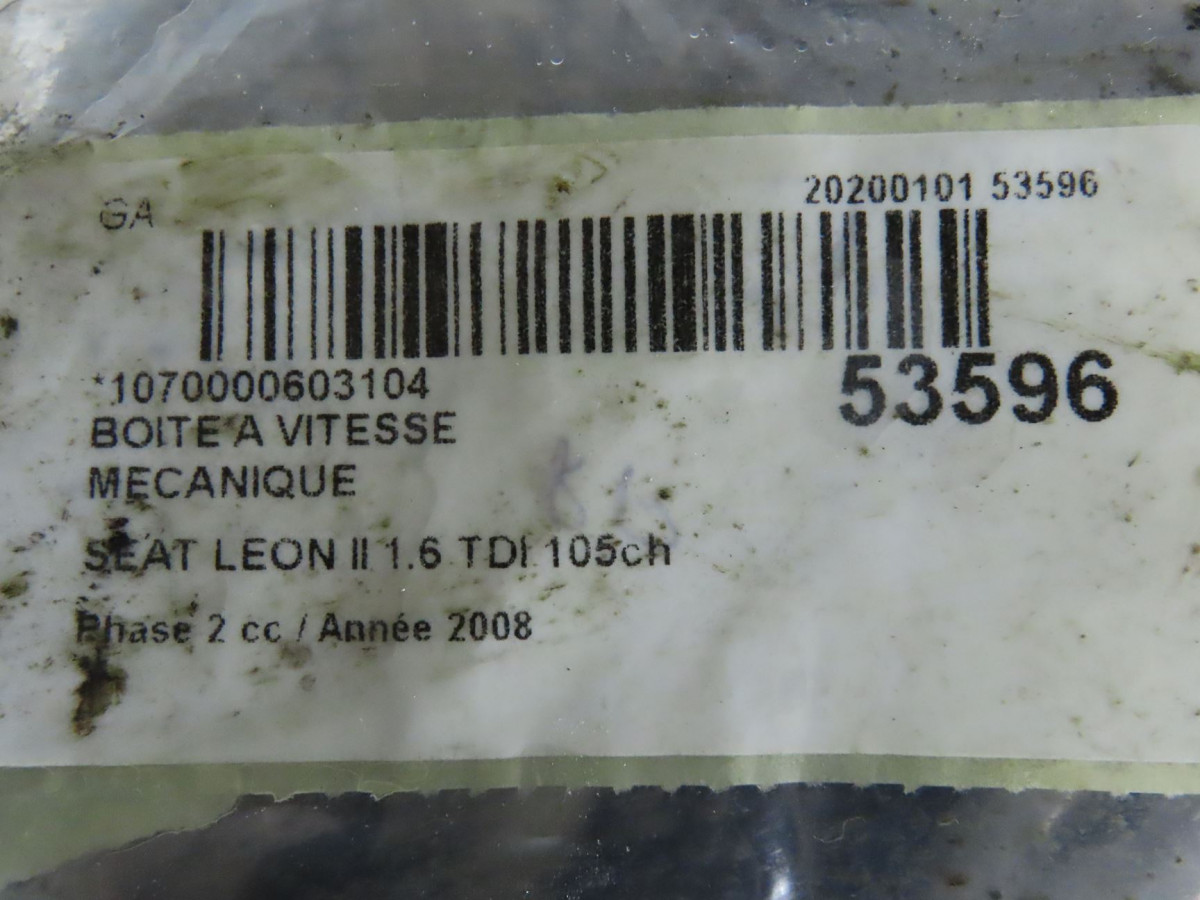 GA
20200101 53596
*1070000603104
53596
BOITE A VITESSE
MECANIQUE
SEAT LEON II 1.6 TDI 105ch
Phase 2 cc / Année 2008